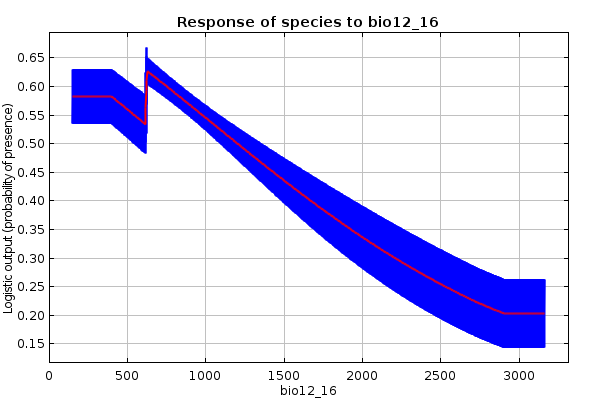 Response of species to bio12_16
Logistic output (probability of presence)
0.65
0.60
0.55
0.50
0.45
0.40
0.35
0.30
0.25
0.20
0.15
0 500 1000 1500 2000 2500 3000
bio12_16